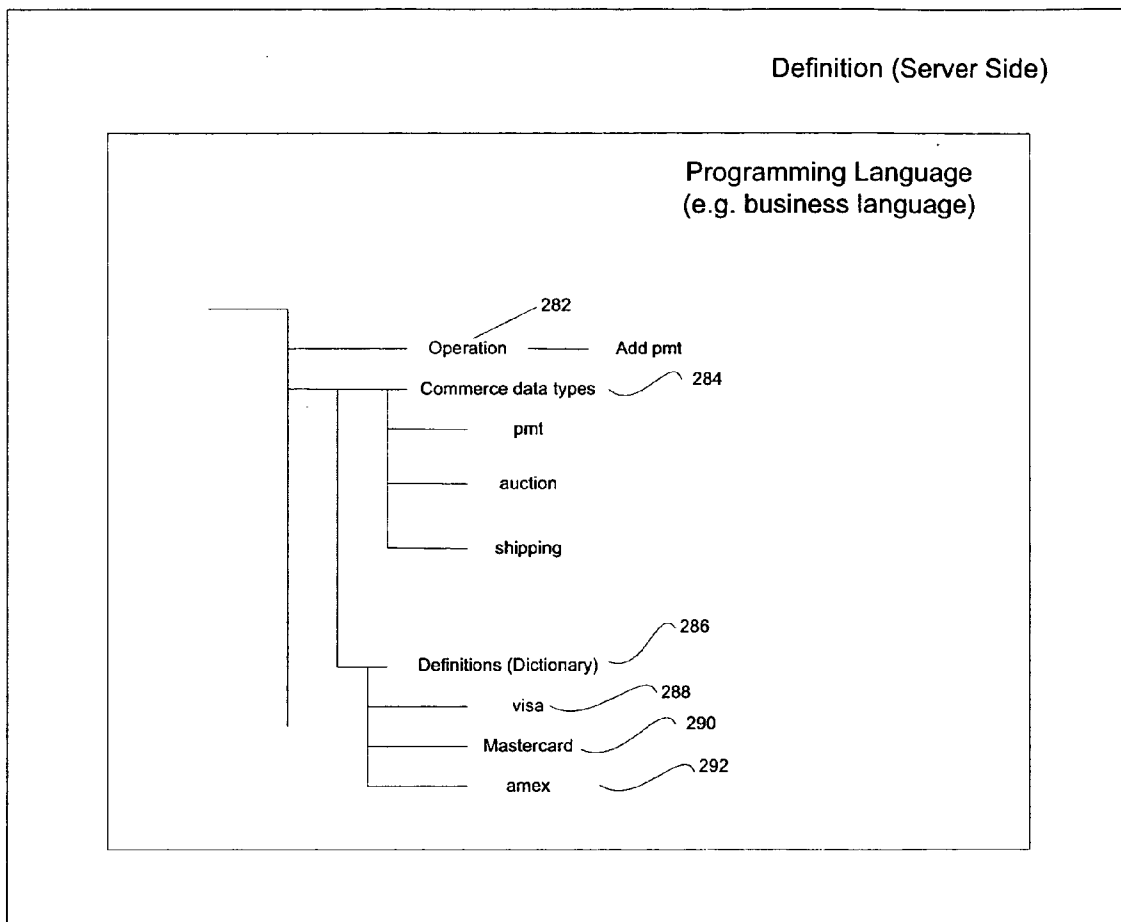 Definition (Server Side)
Programming Language
(e.g. business language)
282
Operation
Add pmt
Commerce data types
284
pmt
auction
shipping
286
Definitions (Dictionary)
visa
288
Mastercard
290
amex
292